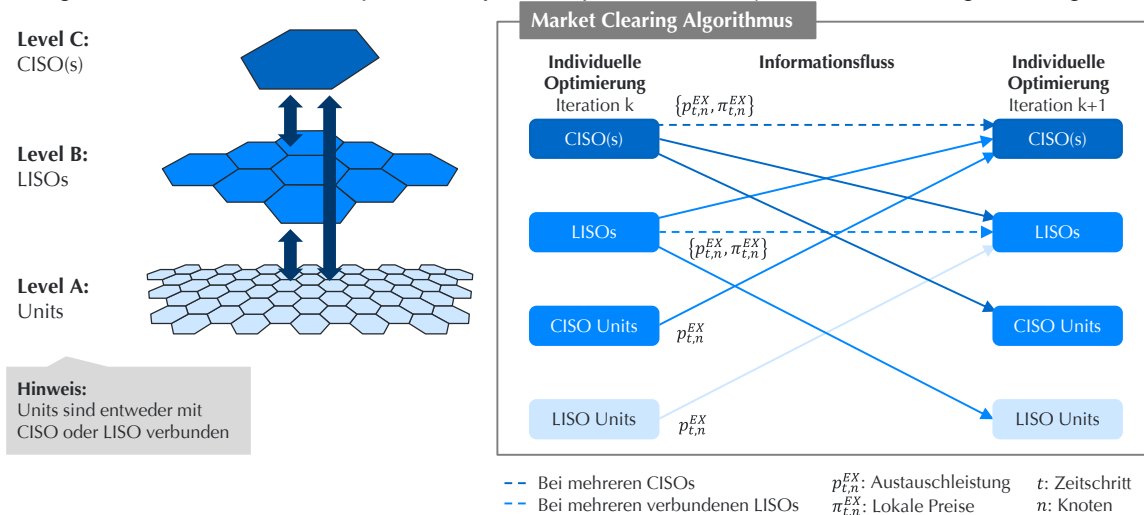 Level C:
CISO(s)
Level B:
LISOs
Level A:
Units
Hinweis:
Units sind entweder mit
CISO oder LISO verbunden
Market Clearing Algorithmus
Individuelle
Optimierung
Iteration k
Informationsfluss
Individuelle
Optimierung
Iteration k+1
{p_{t,n}^{EX}, π_{t,n}^{EX}}
CISO(s)
CISO(s)
LISOs
LISOs
{p_{t,n}^{EX}, π_{t,n}^{EX}}
CISO Units
CISO Units
p_{t,n}^{EX}
LISO Units
LISO Units
p_{t,n}^{EX}
Bei mehreren CISOs
Bei mehreren verbundenen LISOs
p_{t,n}^{EX}: Austauschleistung
π_{t,n}^{EX}: Lokale Preise
t: Zeitschritt
n: Knoten